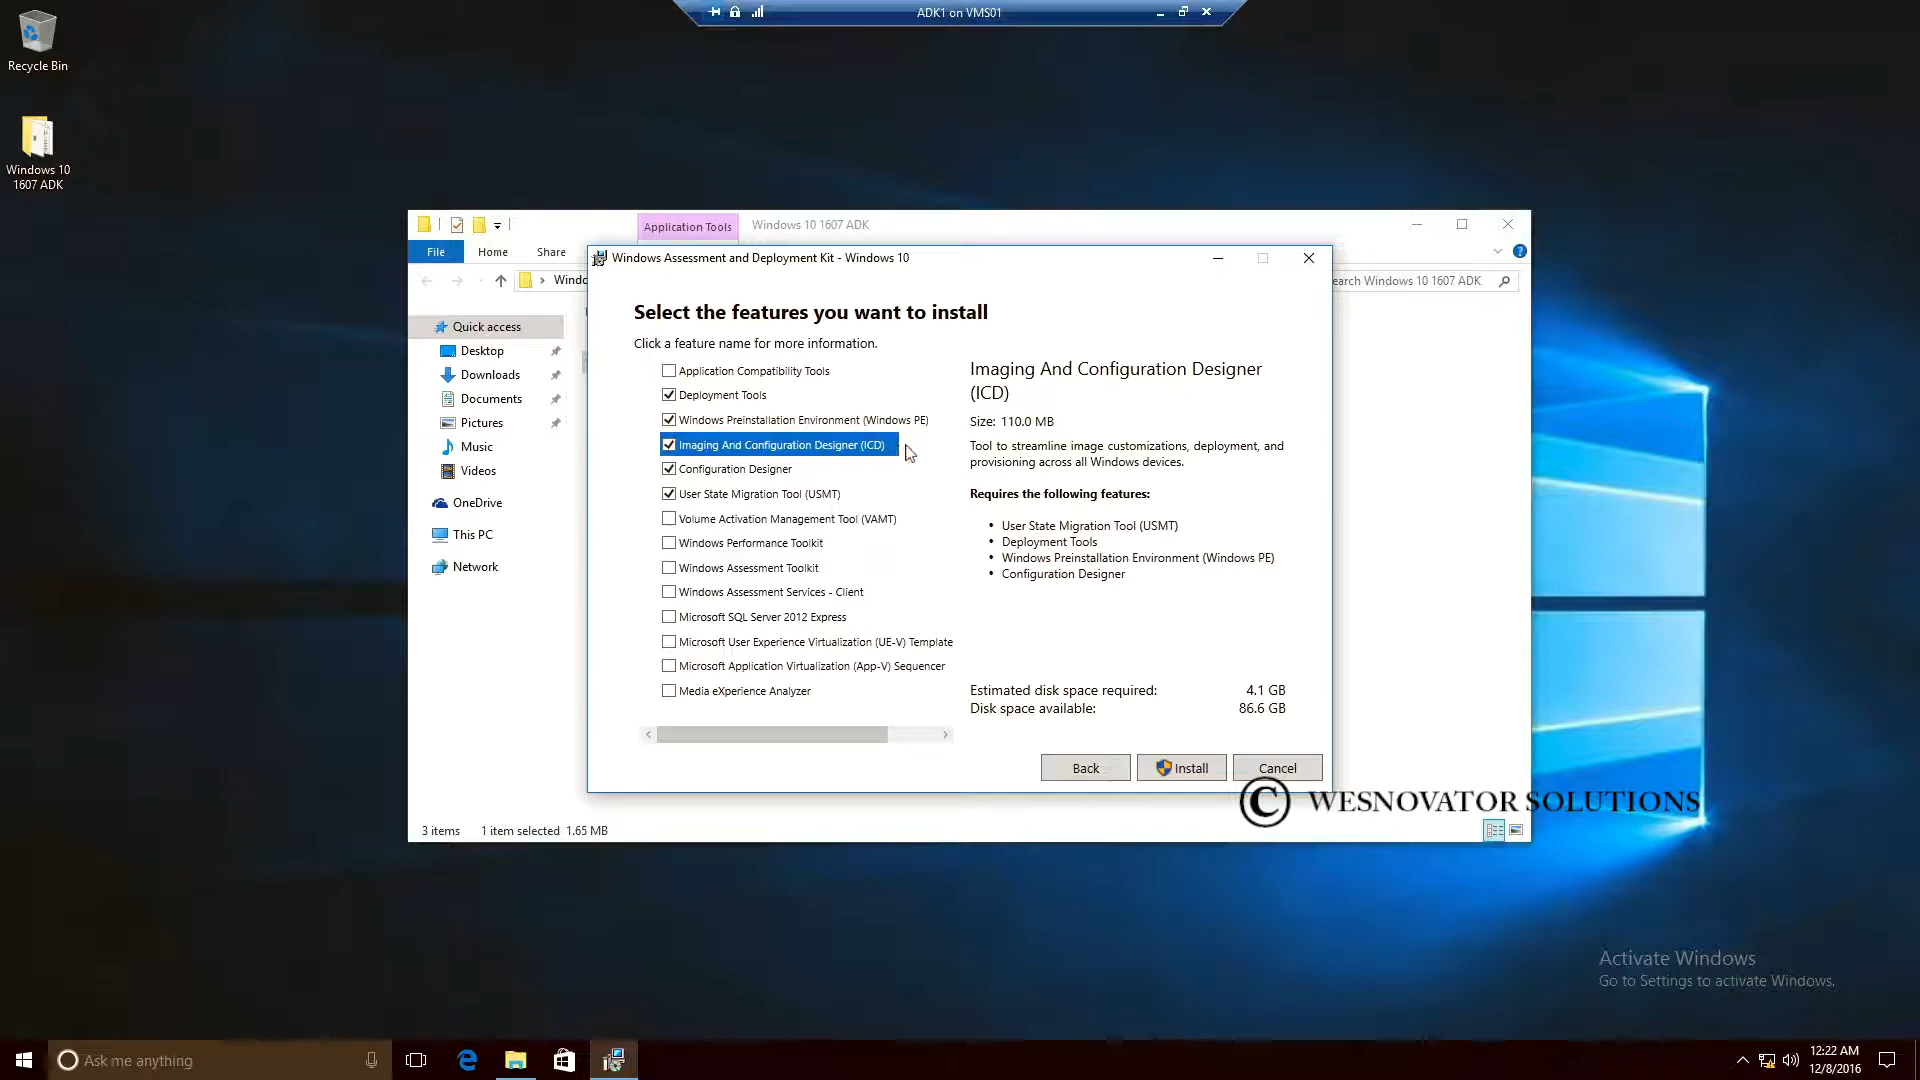 ADK1 on VMS01
Recycle Bin
Windows 10
1607 ADK
Application Tools
Windows 10 1607 ADK
File
Home
Share
Search Windows 10 1607 ADK
Quick access
Desktop
Downloads
Documents
Pictures
Music
Videos
OneDrive
This PC
Network
3 items
1 item selected 1.65 MB
Windows Assessment and Deployment Kit - Windows 10
Select the features you want to install
Click a feature name for more information.
Application Compatibility Tools
Deployment Tools
Windows Preinstallation Environment (Windows PE)
Imaging And Configuration Designer (ICD)
Configuration Designer
User State Migration Tool (USMT)
Volume Activation Management Tool (VAMT)
Windows Performance Toolkit
Windows Assessment Toolkit
Windows Assessment Services - Client
Microsoft SQL Server 2012 Express
Microsoft User Experience Virtualization (UE-V) Template
Microsoft Application Virtualization (App-V) Sequencer
Media eXperience Analyzer
Imaging And Configuration Designer
(ICD)
Size: 110.0 MB
Tool to streamline image customizations, deployment, and
provisioning across all Windows devices.
Requires the following features:
• User State Migration Tool (USMT)
• Deployment Tools
• Windows Preinstallation Environment (Windows PE)
• Configuration Designer
Estimated disk space required: 4.1 GB
Disk space available: 86.6 GB
Back
Install
Cancel
© WESNOVATOR SOLUTIONS
Activate Windows
Go to Settings to activate Windows.
Ask me anything
12:22 AM
12/8/2016